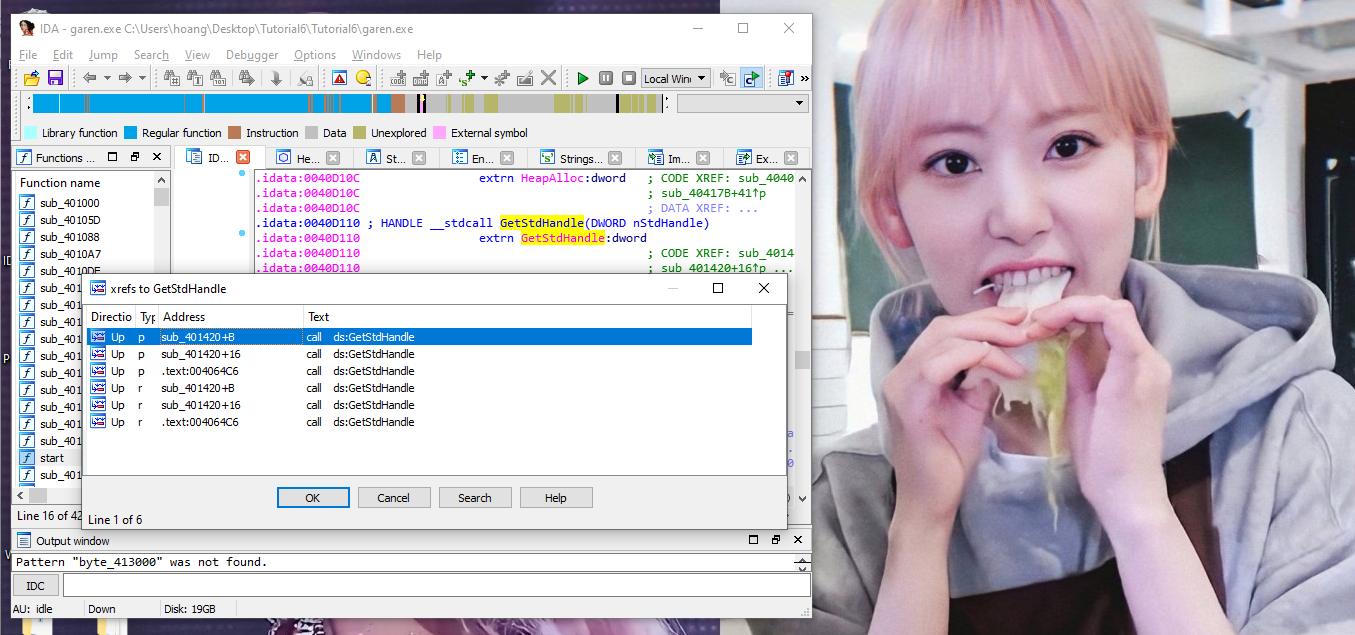 IDA - garen.exe C:\Users\hoang\Desktop\Tutorial6\Tutorial6\garen.exe
File Edit Jump Search View Debugger Options Windows Help
Local Win
Library function Regular function Instruction Data Unexplored External symbol
Functions ... ID... He... St... En... Strings... Im... Ex...
Function name
sub_401000
sub_40105D
sub_401088
sub_4010A7
sub_4010DE
sub_401
sub_401
sub_401
sub_401
sub_401
sub_401
sub_401
sub_401
sub_401
sub_401
start
sub_401
Line 16 of 42
.idata:0040D10C extrn HeapAlloc:dword ; CODE XREF: sub_4040
.idata:0040D10C ; sub_40417B+41↑p
.idata:0040D10C ; DATA XREF: ...
.idata:0040D110 ; HANDLE __stdcall GetStdHandle(DWORD nStdHandle)
.idata:0040D110 extrn GetStdHandle:dword
.idata:0040D110 ; CODE XREF: sub_4014
.idata:0040D110 ; sub_401420+16↑p ...
xrefs to GetStdHandle
Directio Typ Address Text
Up p sub_401420+B call ds:GetStdHandle
Up p sub_401420+16 call ds:GetStdHandle
Up p .text:004064C6 call ds:GetStdHandle
Up r sub_401420+B call ds:GetStdHandle
Up r sub_401420+16 call ds:GetStdHandle
Up r .text:004064C6 call ds:GetStdHandle
OK Cancel Search Help
Line 1 of 6
Output window
Pattern "byte_413000" was not found.
IDC
AU: idle Down Disk: 19GB